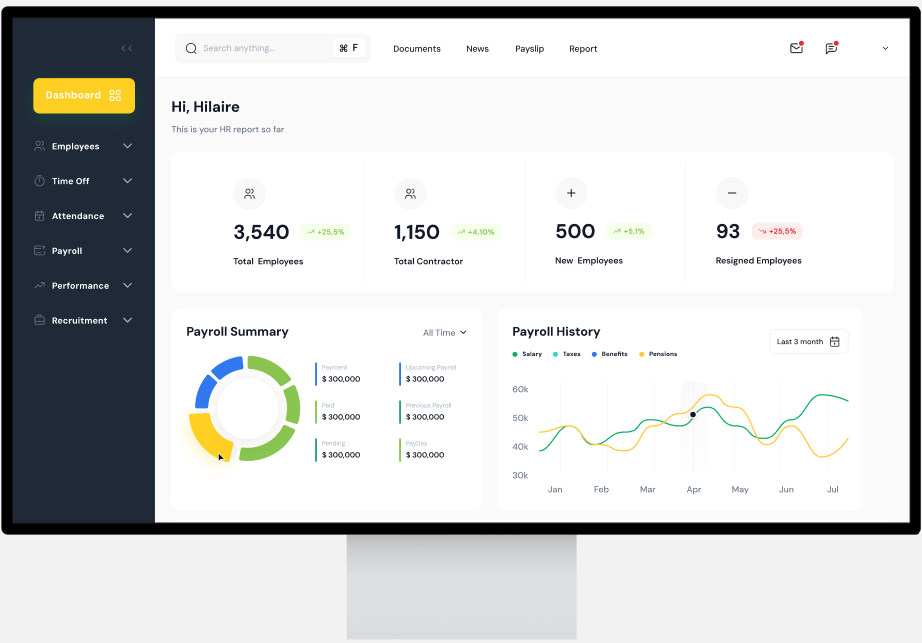 Search anything...
⌘ F
Documents
News
Payslip
Report
Dashboard
Employees
Time Off
Attendance
Payroll
Performance
Recruitment
Hi, Hilaire
This is your HR report so far
3,540 +25,5%
Total Employees
1,150 +4,10%
Total Contractor
500 +5,1%
New Employees
93 +25,5%
Resigned Employees
Payroll Summary
All Time
Payment
$ 300,000
Upcoming Payroll
$ 300,000
Paid
$ 300,000
Previous Payroll
$ 300,000
Pending
$ 300,000
PayDay
$ 300,000
Payroll History
Last 3 month
Salary Taxes Benefits Pensions
60k
50k
40k
30k
Jan Feb Mar Apr May Jun Jul